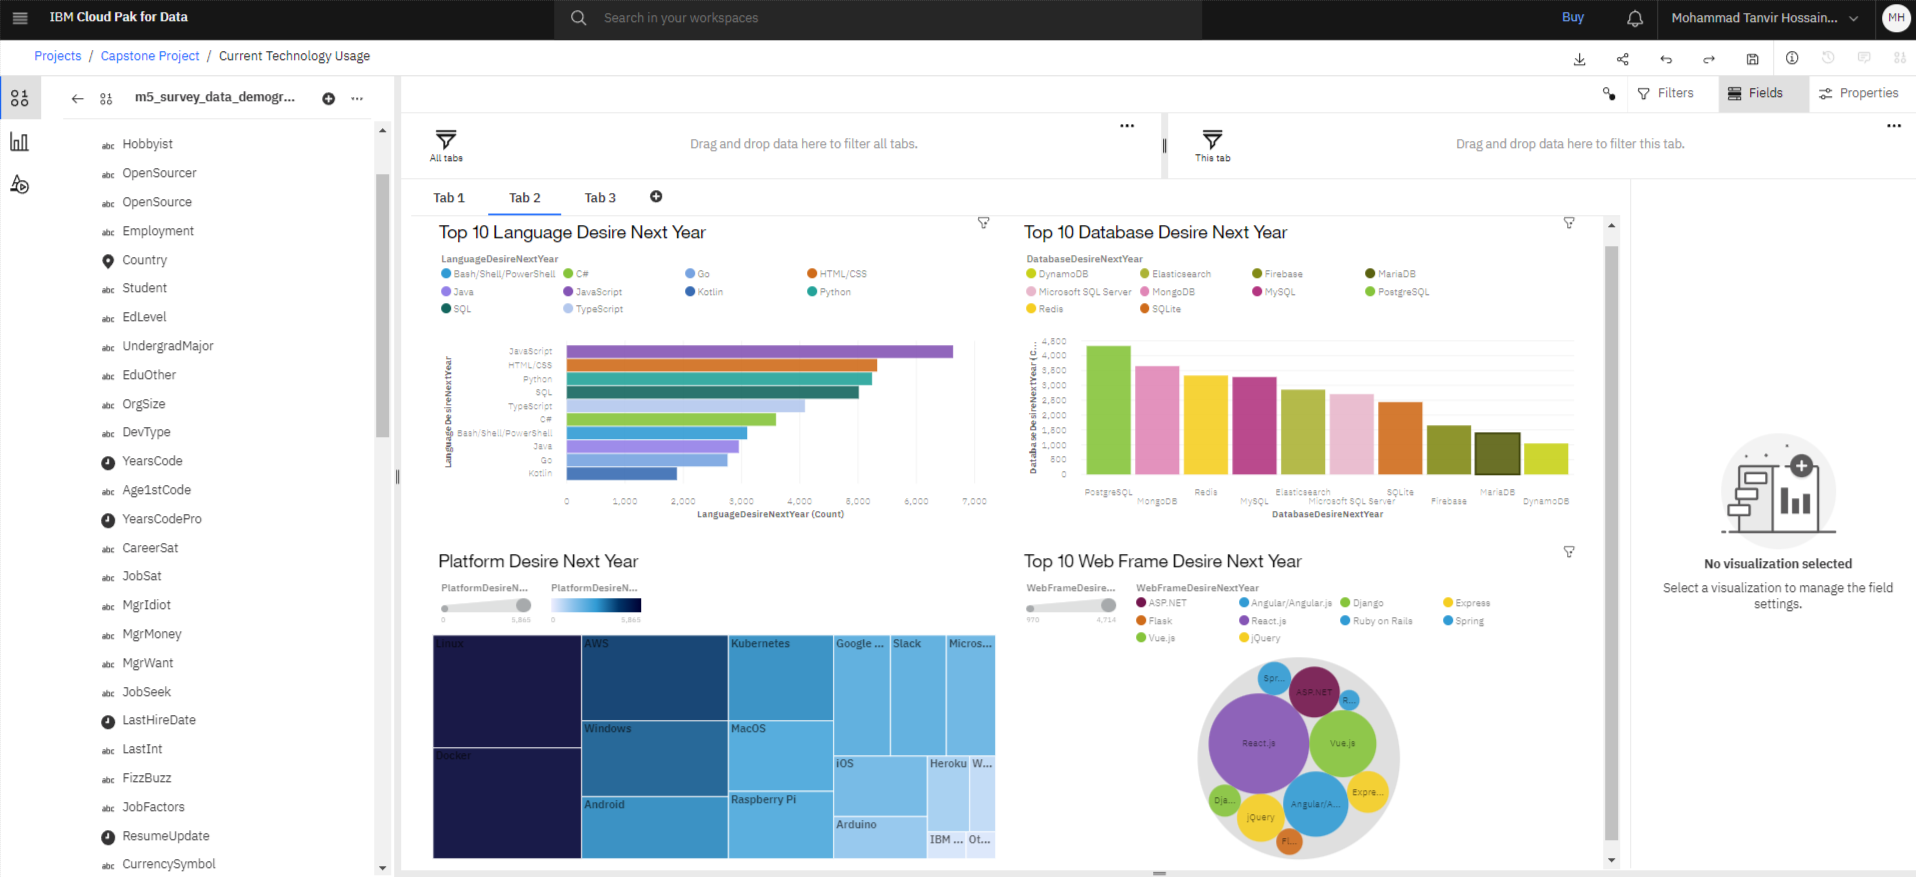 IBM Cloud Pak for Data
Search in your workspaces
Buy
Mohammad Tanvir Hossain...
MH
Projects / Capstone Project / Current Technology Usage
m5_survey_data_demogr...
Filters
Fields
Properties
abc Hobbyist
abc OpenSourcer
abc OpenSource
abc Employment
Country
abc Student
abc EdLevel
abc UndergradMajor
abc EduOther
abc OrgSize
abc DevType
YearsCode
abc Age1stCode
YearsCodePro
abc CareerSat
abc JobSat
abc MgrIdiot
abc MgrMoney
abc MgrWant
abc JobSeek
LastHireDate
abc LastInt
abc FizzBuzz
abc JobFactors
ResumeUpdate
abc CurrencySymbol
All tabs
Drag and drop data here to filter all tabs.
This tab
Drag and drop data here to filter this tab.
Tab 1
Tab 2
Tab 3
Top 10 Language Desire Next Year
LanguageDesireNextYear
Bash/Shell/PowerShell C# Go HTML/CSS
Java JavaScript Kotlin Python
SQL TypeScript
LanguageDesireNextYear
JavaScript
HTML/CSS
Python
SQL
TypeScript
C#
Bash/Shell/PowerShell
Java
Go
Kotlin
0 1,000 2,000 3,000 4,000 5,000 6,000 7,000
LanguageDesireNextYear (Count)
Top 10 Database Desire Next Year
DatabaseDesireNextYear
DynamoDB Elasticsearch Firebase MariaDB
Microsoft SQL Server MongoDB MySQL PostgreSQL
Redis SQLite
DatabaseDesireNextYear (C...
4,500
4,000
3,500
3,000
2,500
2,000
1,500
1,000
500
0
PostgreSQL Redis Elasticsearch SQLite MariaDB
MongoDB MySQL Microsoft SQL Server Firebase DynamoDB
DatabaseDesireNextYear
Platform Desire Next Year
PlatformDesireN... PlatformDesireN...
0 5,865 0 5,865
Linux
AWS
Kubernetes
Google ...
Slack
Micros...
Windows
MacOS
Docker
iOS
Heroku
W...
Android
Raspberry Pi
Arduino
IBM ...
Ot...
Top 10 Web Frame Desire Next Year
WebFrameDesire... WebFrameDesireNextYear
970 4,714
ASP.NET Angular/Angular.js Django Express
Flask React.js Ruby on Rails Spring
Vue.js jQuery
Spr...
ASP.NET
R...
React.js
Vue.js
Dja...
Expre...
Angular/A...
jQuery
Fl...
No visualization selected
Select a visualization to manage the field
settings.